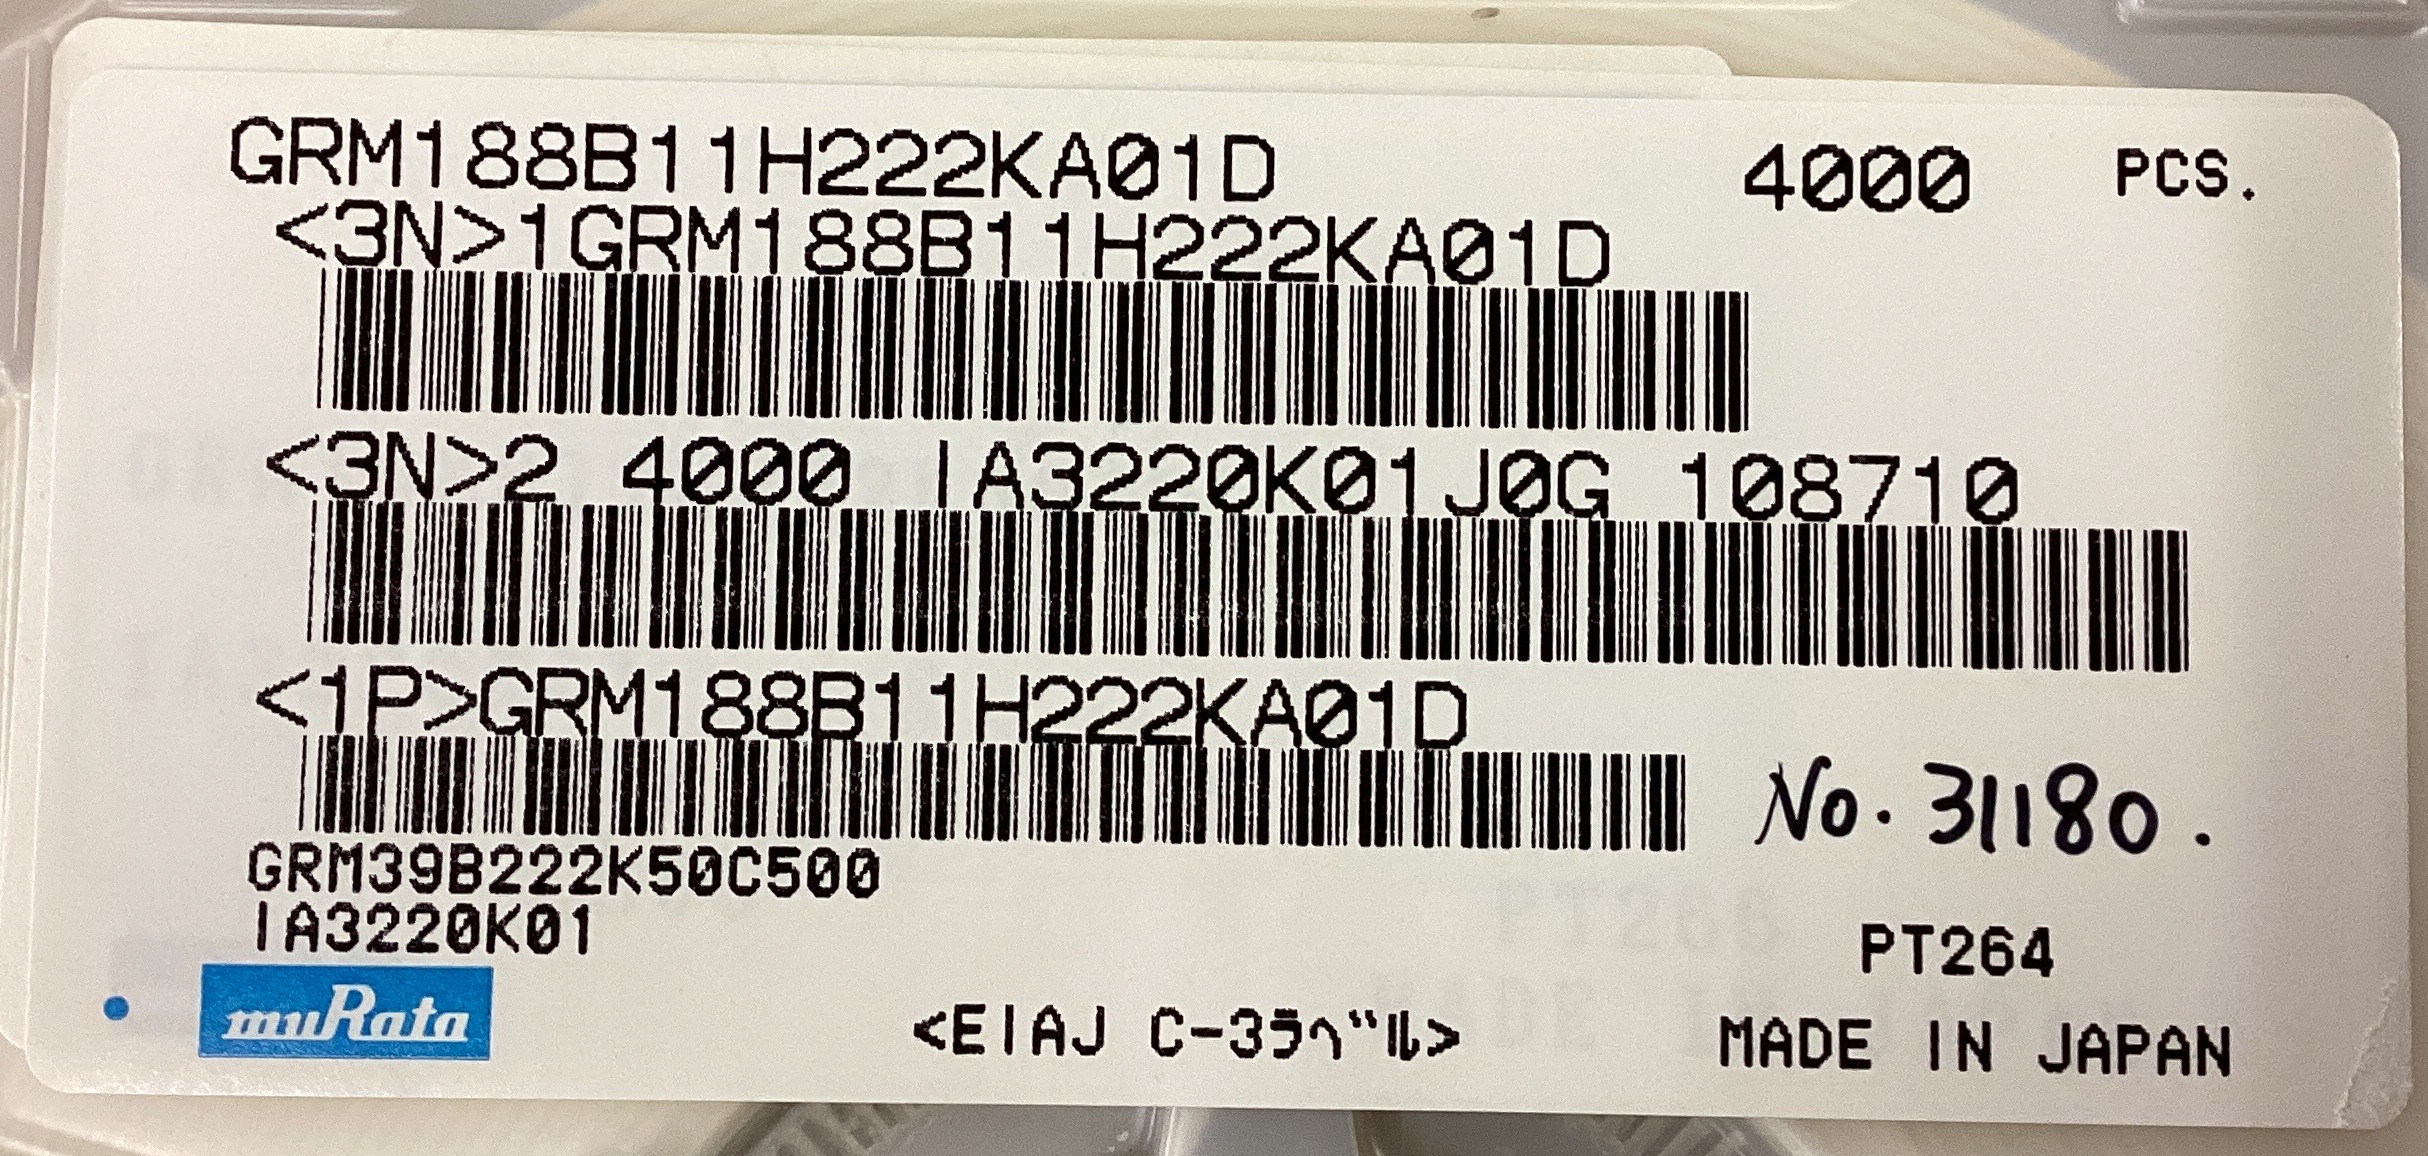 GRM188B11H222KA01D 4000 PCS.
<3N>1GRM188B11H222KA01D
<3N>2 4000 IA3220K01J0G 108710
<1P>GRM188B11H222KA01D
No. 31180.
GRM39B222K50C500
IA3220K01
PT264
muRata
<EIAJ C-3ラベル>
MADE IN JAPAN